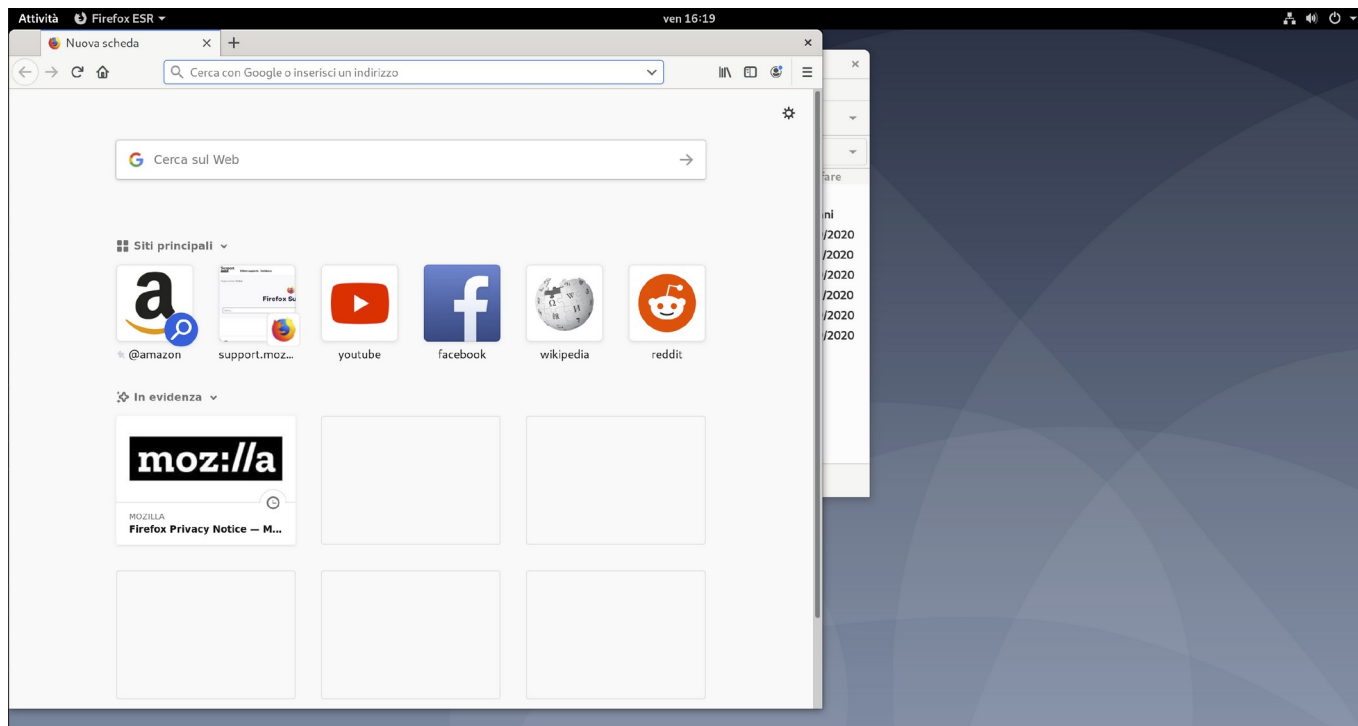 Attività Firefox ESR ven 16:19
Nuova scheda
Cerca con Google o inserisci un indirizzo
Cerca sul Web
Siti principali
@amazon support.moz... youtube facebook wikipedia reddit
In evidenza
moz://a
MOZILLA
Firefox Privacy Notice — M...
/2020
/2020
/2020
/2020
/2020
/2020